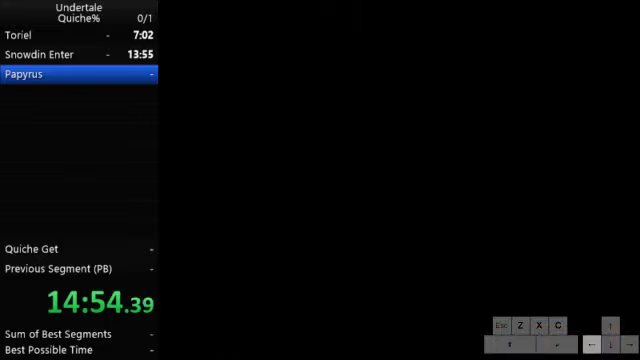 Undertale
Quiche% 0/1
Toriel - 7:02
Snowdin Enter - 13:55
Papyrus -
Quiche Get -
Previous Segment (PB) -
14:54.39
Sum of Best Segments -
Best Possible Time -
Esc Z X C ↑
⇧ ↵ ← ↓ →